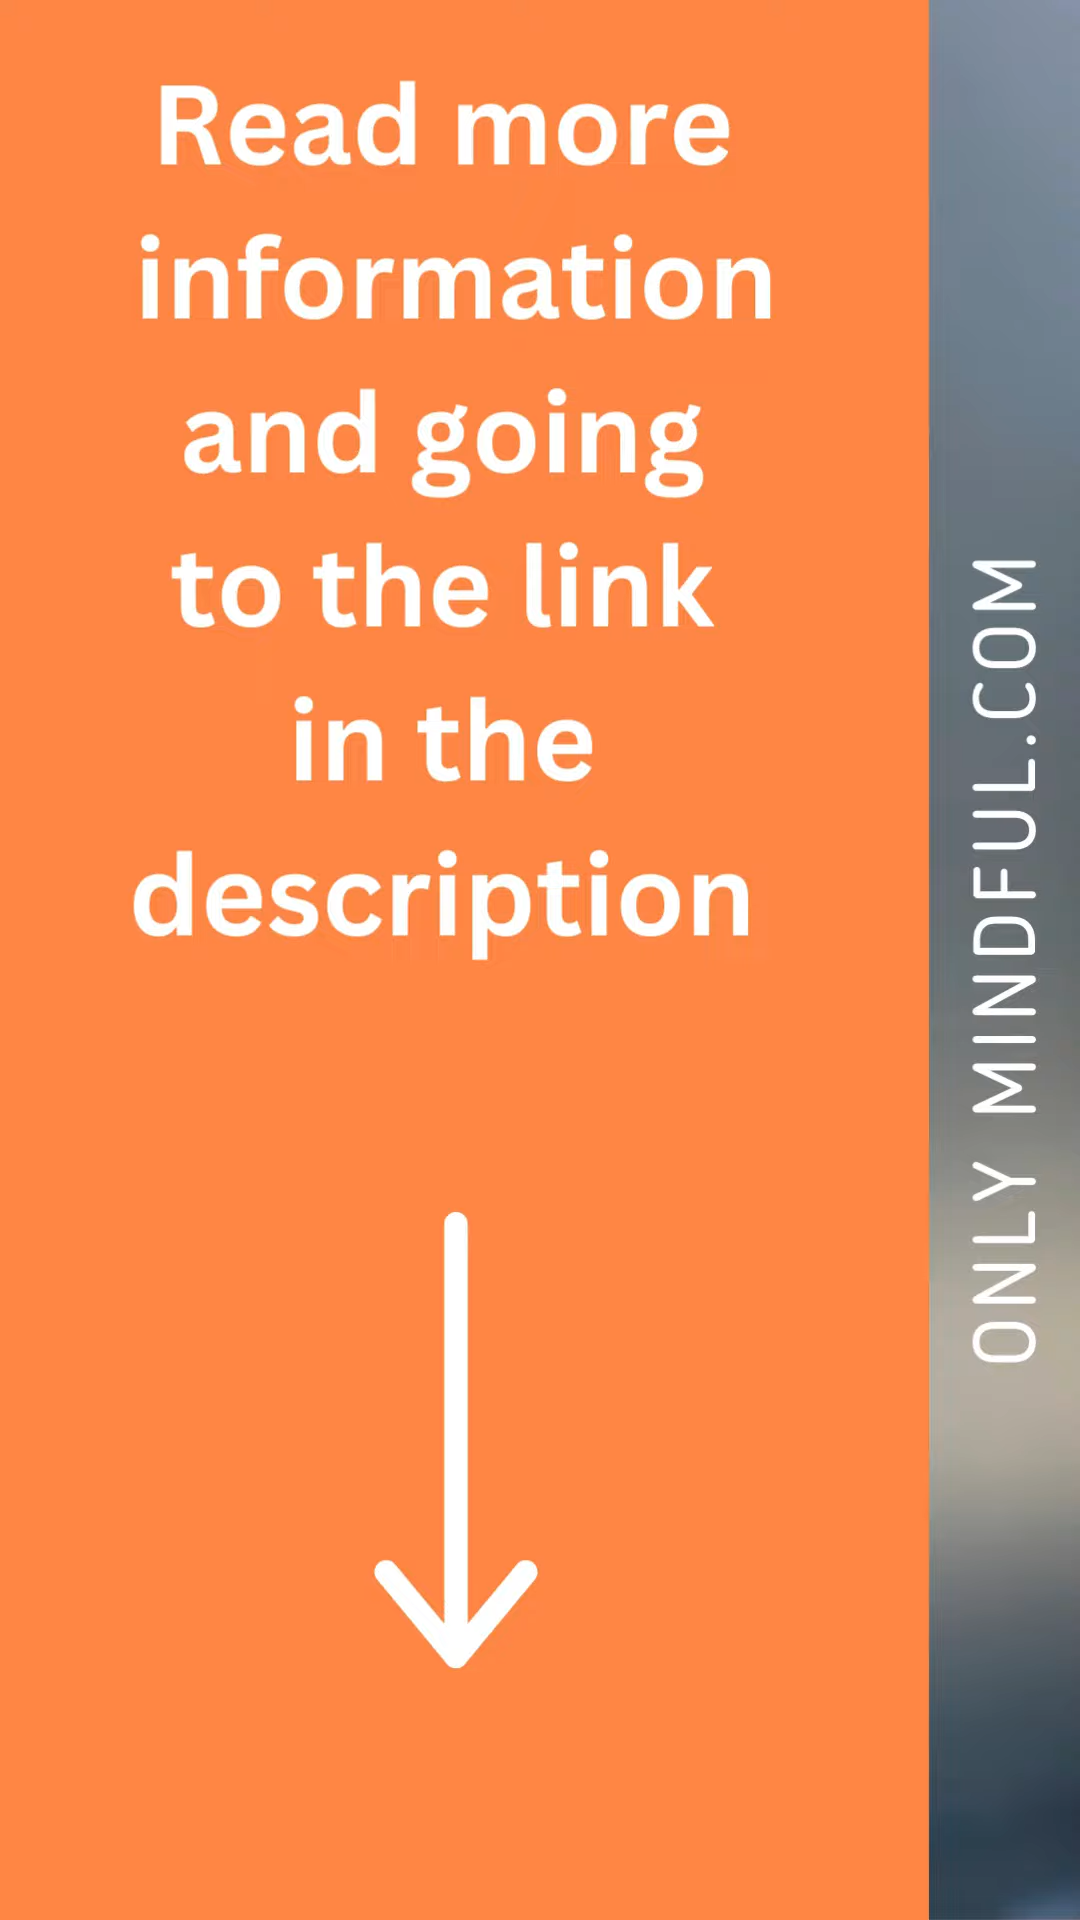 Read more
information
and going
to the link
in the
description
ONLY MINDFUL.COM